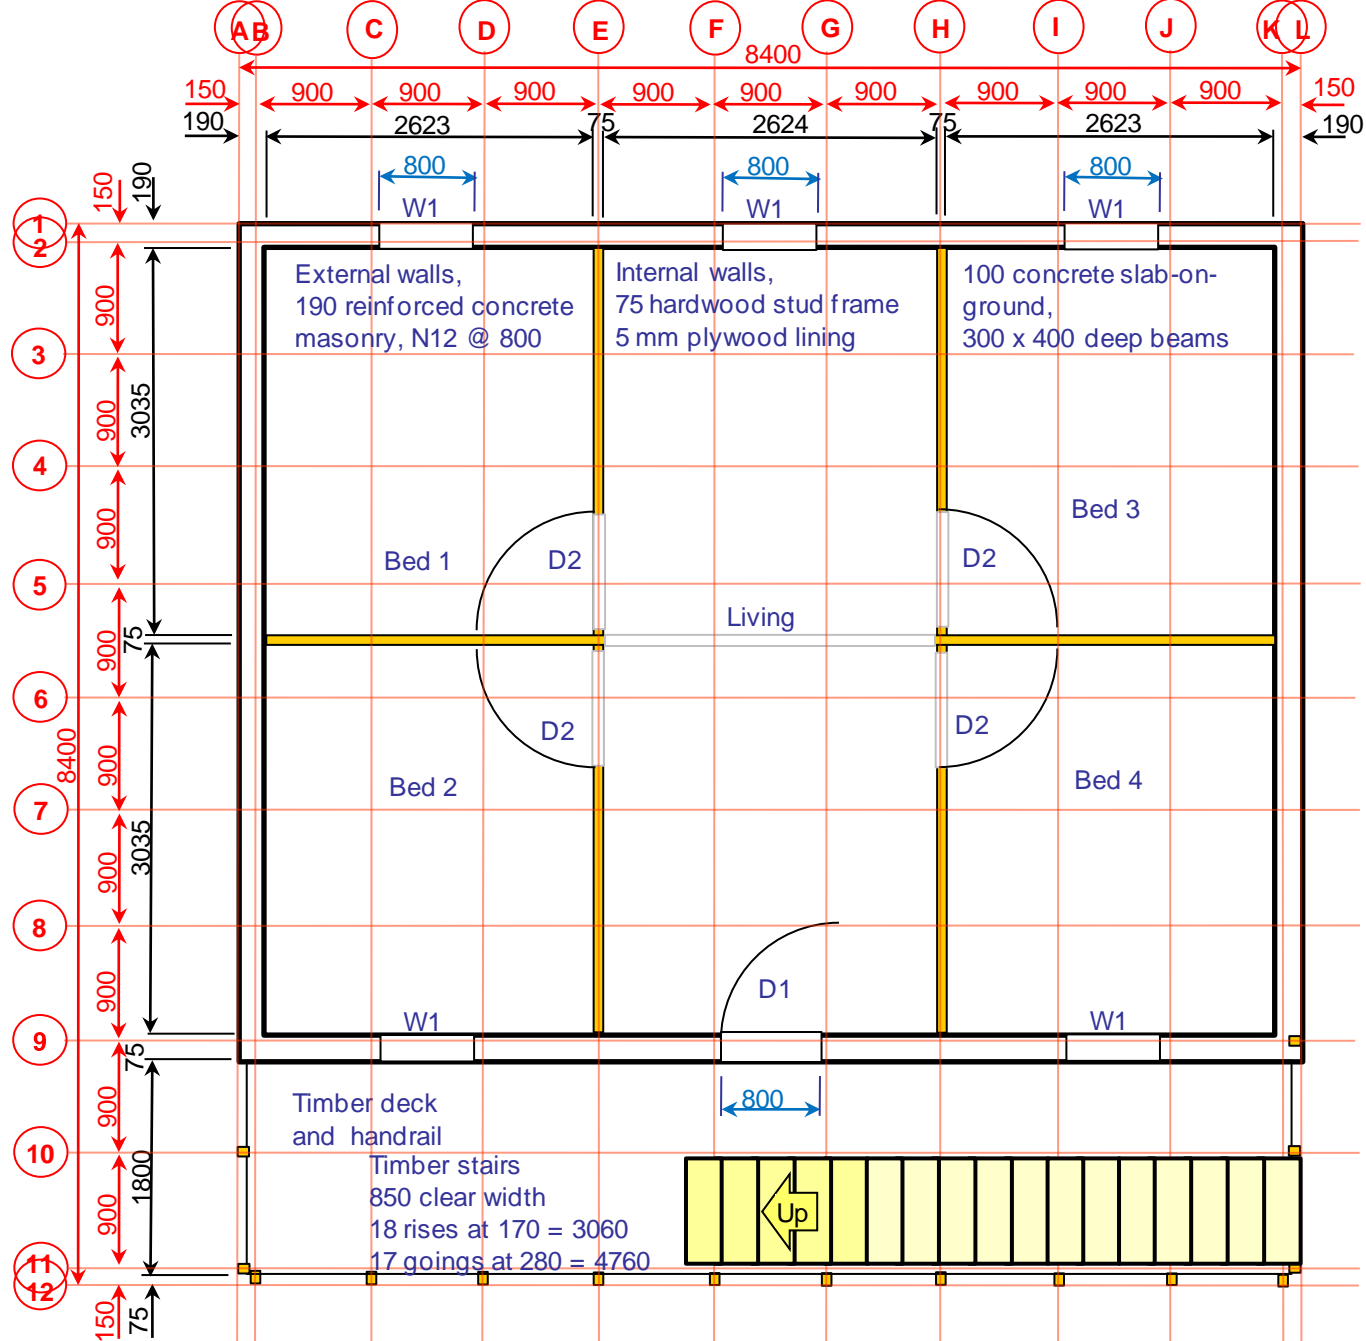 A B C D E F G H I J K L
8400
150 900 900 900 900 900 900 900 900 900 150
190 2623 75 2624 75 2623 190
800 800 800
W1 W1 W1
150 190
1
2
External walls,
190 reinforced concrete
masonry, N12 @ 800
Internal walls,
75 hardwood stud frame
5 mm plywood lining
100 concrete slab-on-
ground,
300 x 400 deep beams
900
3
3035
900
4
900
Bed 3
Bed 1
D2
D2
5
Living
75
900
6
D2
D2
8400
900
Bed 2
Bed 4
7
3035
900
8
900
D1
W1
W1
9
75
900
800
Timber deck
and handrail
10
Timber stairs
850 clear width
18 rises at 170 = 3060
17 goings at 280 = 4760
1800
900
Up
11
12
150 75